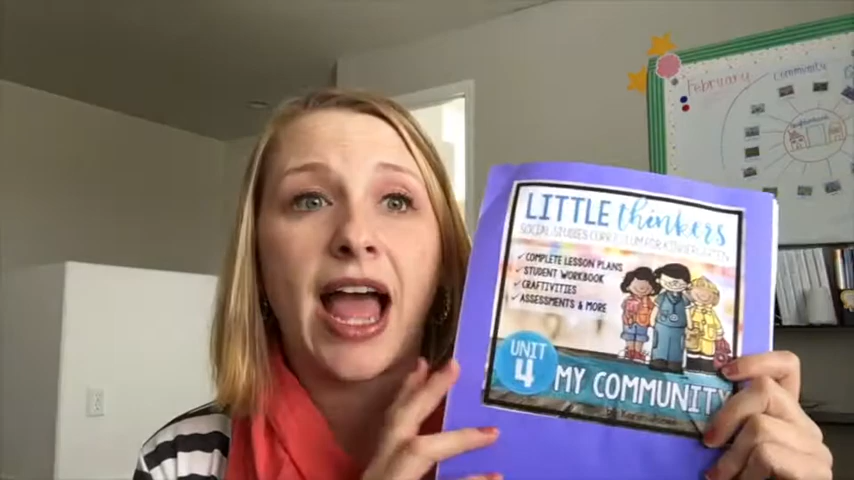 February
Community
LITTLE thinkers
SOCIAL STUDIES CURRICULUM FOR KINDERGARTEN
✓ COMPLETE LESSON PLANS
✓ STUDENT WORKBOOK
✓ CRAFTIVITIES
✓ ASSESSMENTS & MORE
UNIT
4
MY COMMUNITY